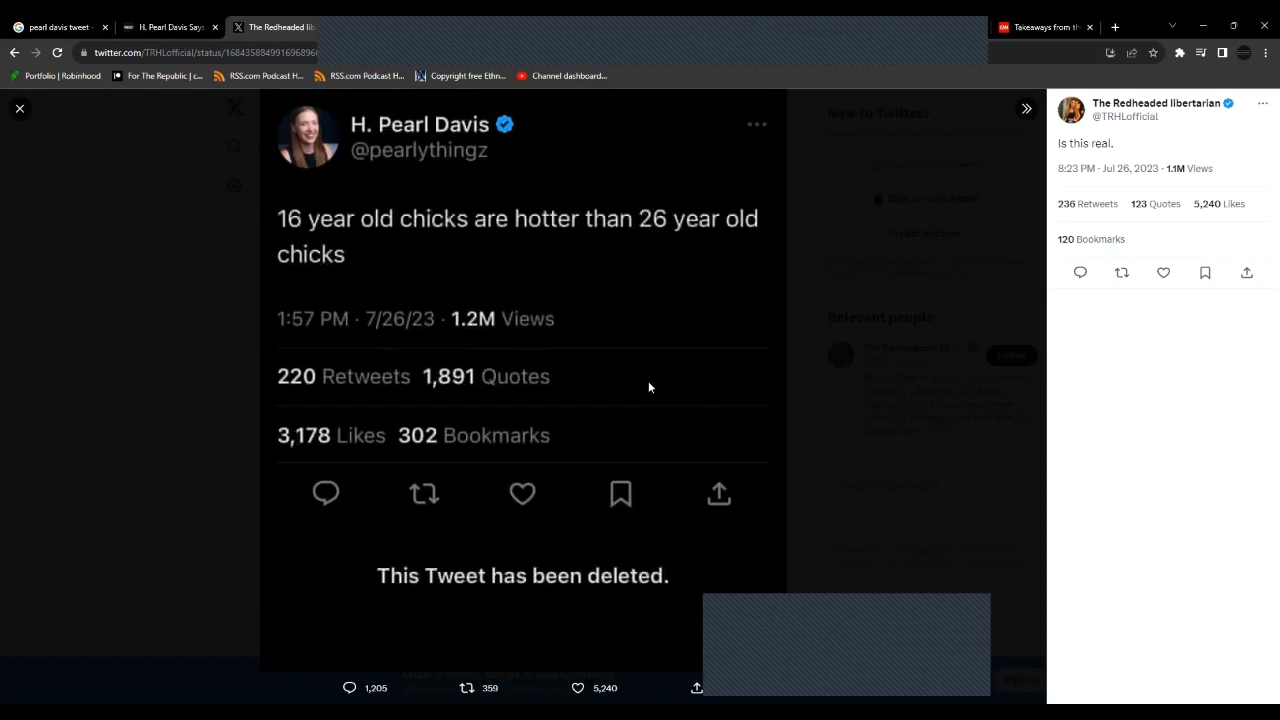 pearl davis tweet -
H. Pearl Davis Says
The Redheaded lib
Takeaways from th
twitter.com/TRHLofficial/status/1684358849916968960
Portfolio | Robinhood
For The Republic | c...
RSS.com Podcast H...
RSS.com Podcast H...
Copyright free Ethn...
Channel dashboard...
H. Pearl Davis
@pearlythingz
16 year old chicks are hotter than 26 year old
chicks
1:57 PM · 7/26/23 · 1.2M Views
220 Retweets 1,891 Quotes
3,178 Likes 302 Bookmarks
This Tweet has been deleted.
1,205
359
5,240
New to Twitter?
Create account
Relevant people
Follow
The Redheaded libertarian
@TRHLofficial
Is this real.
8:23 PM · Jul 26, 2023 · 1.1M Views
236 Retweets 123 Quotes 5,240 Likes
120 Bookmarks